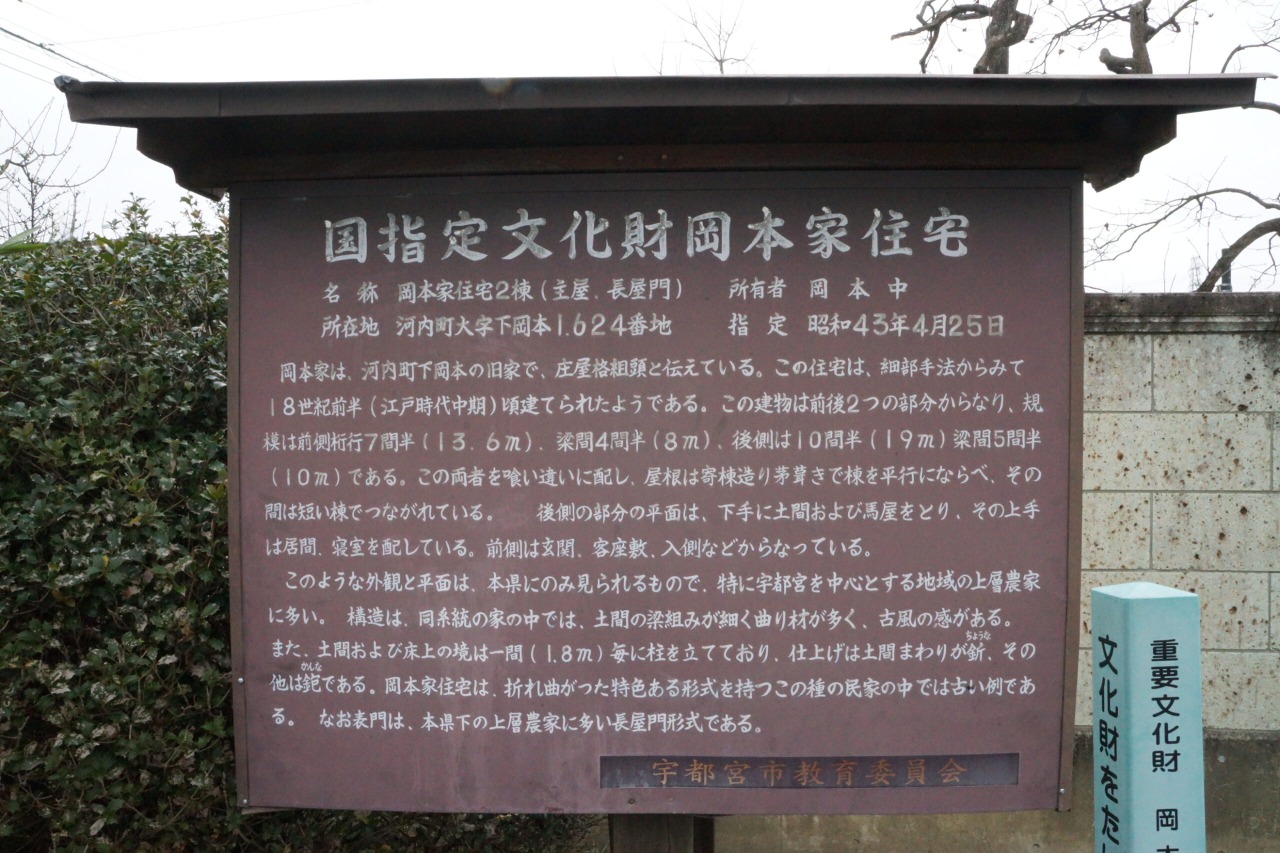 国指定文化財岡本家住宅
名称 岡本家住宅2棟(主屋、長屋門) 所有者 岡本中
所在地 河内町大字下岡本1,624番地 指定 昭和43年4月25日
岡本家は、河内町下岡本の旧家で、庄屋格組頭と伝えている。この住宅は、細部手法からみて
18世紀前半(江戸時代中期)頃建てられたようである。この建物は前後2つの部分からなり、規
模は前側桁行7間半(13.6m)、梁間4間半(8m)、後側は10間半(19m)梁間5間半
(10m)である。この両者を喰い違いに配し、屋根は寄棟造り茅葺きで棟を平行にならべ、その
間は短い棟でつながれている。 後側の部分の平面は、下手に土間および馬屋をとり、その上手
は居間、寝室を配している。前側は玄関、客座敷、入側などからなっている。
このような外観と平面は、本県にのみ見られるもので、特に宇都宮を中心とする地域の上層農家
に多い。 構造は、同系統の家の中では、土間の梁組みが細く曲り材が多く、古風の感がある。
ちょうな
また、土間および床上の境は一間(1.8m)毎に柱を立てており、仕上げは土間まわりが釿、その
かんな
他は鉋である。岡本家住宅は、折れ曲がった特色ある形式を持つこの種の民家の中では古い例であ
る。 なお表門は、本県下の上層農家に多い長屋門形式である。
宇都宮市教育委員会
重要文化財 岡本
文化財をた